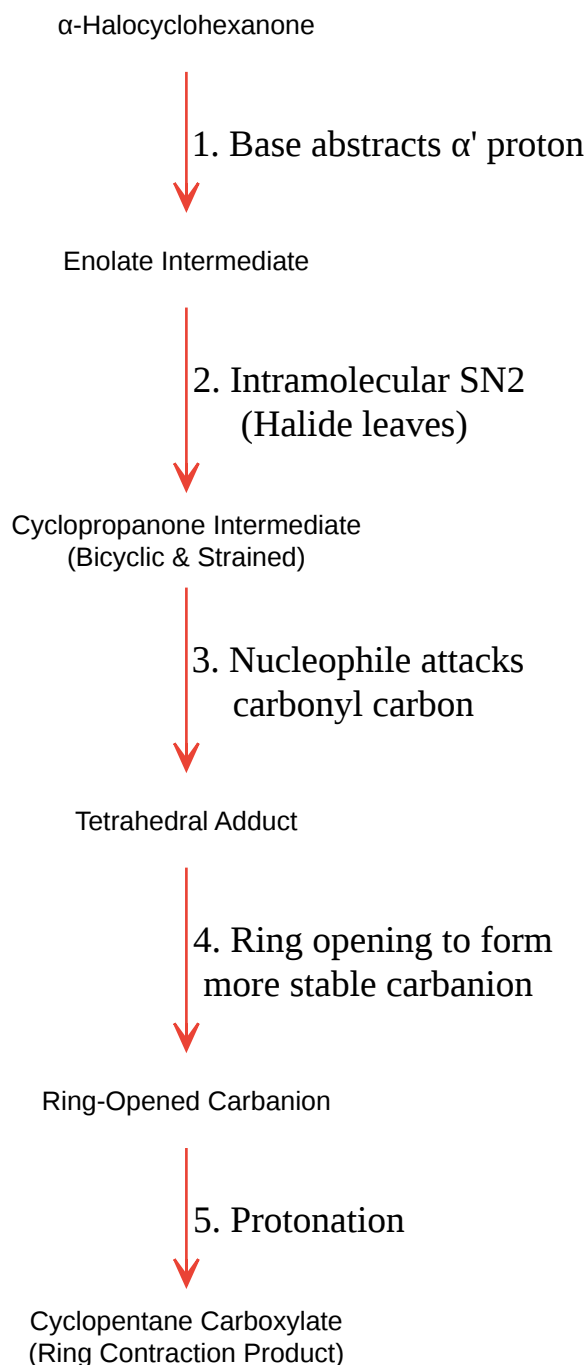 α-Halocyclohexanone
1. Base abstracts α' proton
Enolate Intermediate
2. Intramolecular SN2
(Halide leaves)
Cyclopropanone Intermediate
(Bicyclic & Strained)
3. Nucleophile attacks
carbonyl carbon
Tetrahedral Adduct
4. Ring opening to form
more stable carbanion
Ring-Opened Carbanion
5. Protonation
Cyclopentane Carboxylate
(Ring Contraction Product)